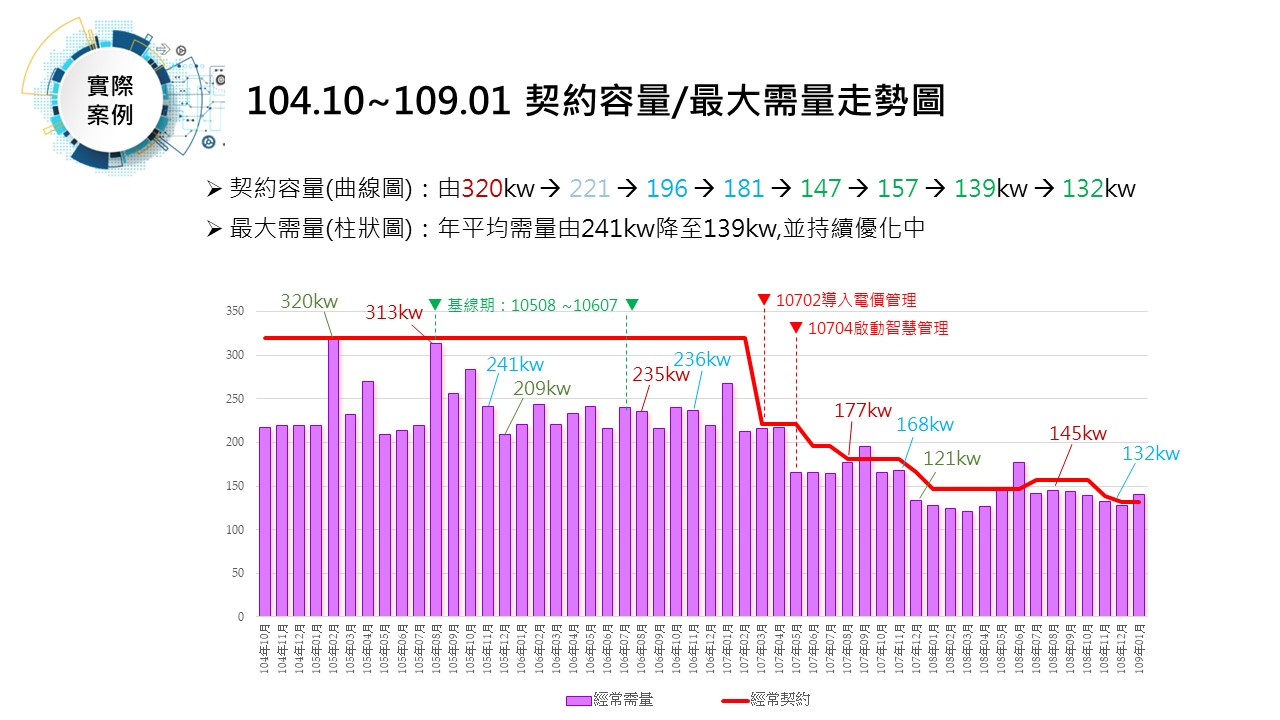 實際
案例
104.10~109.01 契約容量/最大需量走勢圖
➢ 契約容量(曲線圸)：由320kw → 221 → 196 → 181 → 147 → 157 → 139kw → 132kw
➢ 最大需量(柱狀圖)：年平均需量由241kw降至139kw,並持續優化中
320kw
313kw
▼ 基線期：10508 ~10607 ▼
▼ 10702導入電價管理
▼ 10704啟動智慧管理
241kw
209kw
235kw
236kw
177kw
168kw
121kw
145kw
132kw
350
300
250
200
150
100
50
0
104年10月
104年11月
104年12月
105年01月
105年02月
105年03月
105年04月
105年05月
105年06月
105年07月
105年08月
105年09月
105年10月
105年11月
105年12月
106年01月
106年02月
106年03月
106年04月
106年05月
106年06月
106年07月
106年08月
106年09月
106年10月
106年11月
106年12月
107年01月
107年02月
107年03月
107年04月
107年05月
107年06月
107年07月
107年08月
107年09月
107年10月
107年11月
107年12月
108年01月
108年02月
108年03月
108年04月
108年05月
108年06月
108年07月
108年08月
108年09月
108年10月
108年11月
108年12月
109年01月
經常需量
經常契約